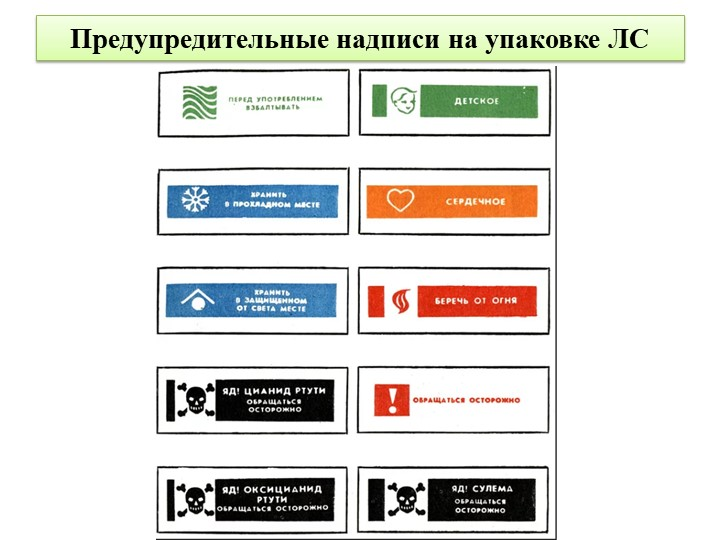 Предупредительные надписи на упаковке ЛС
ПЕРЕД УПОТРЕБЛЕНИЕМ
ВЗБАЛТЫВАТЬ
ДЕТСКОЕ
ХРАНИТЬ
В ПРОХЛАДНОМ МЕСТЕ
СЕРДЕЧНОЕ
ХРАНИТЬ
В ЗАЩИЩЕННОМ
ОТ СВЕТА МЕСТЕ
БЕРЕЧЬ ОТ ОГНЯ
ЯД! ЦИАНИД РТУТИ
ОБРАЩАТЬСЯ
ОСТОРОЖНО
ОБРАЩАТЬСЯ ОСТОРОЖНО
ЯД! ОКСИЦИАНИД
РТУТИ
ОБРАЩАТЬСЯ ОСТОРОЖНО
ЯД! СУЛЕМА
ОБРАЩАТЬСЯ
ОСТОРОЖНО